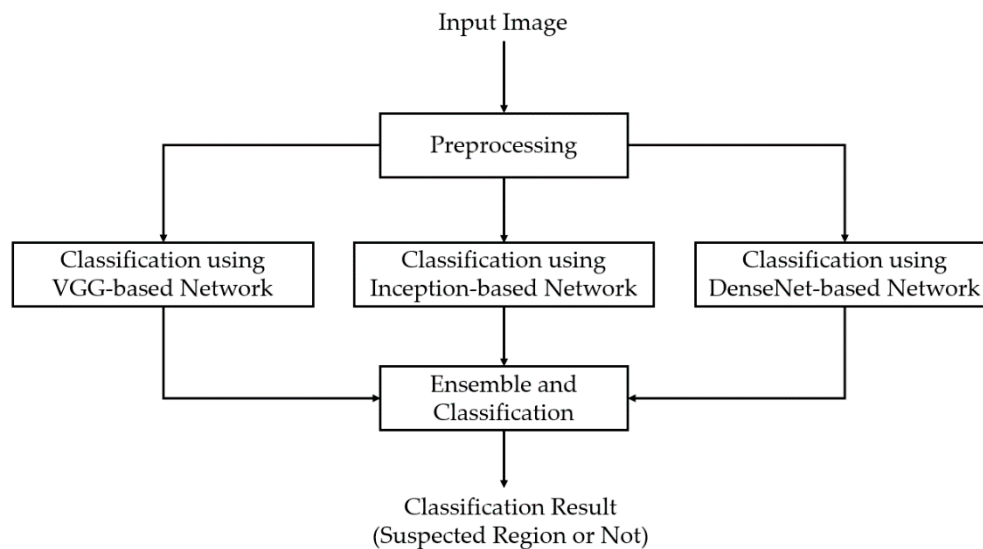 Input Image
Preprocessing
Classification using
VGG-based Network
Classification using
Inception-based Network
Classification using
DenseNet-based Network
Ensemble and
Classification
Classification Result
(Suspected Region or Not)